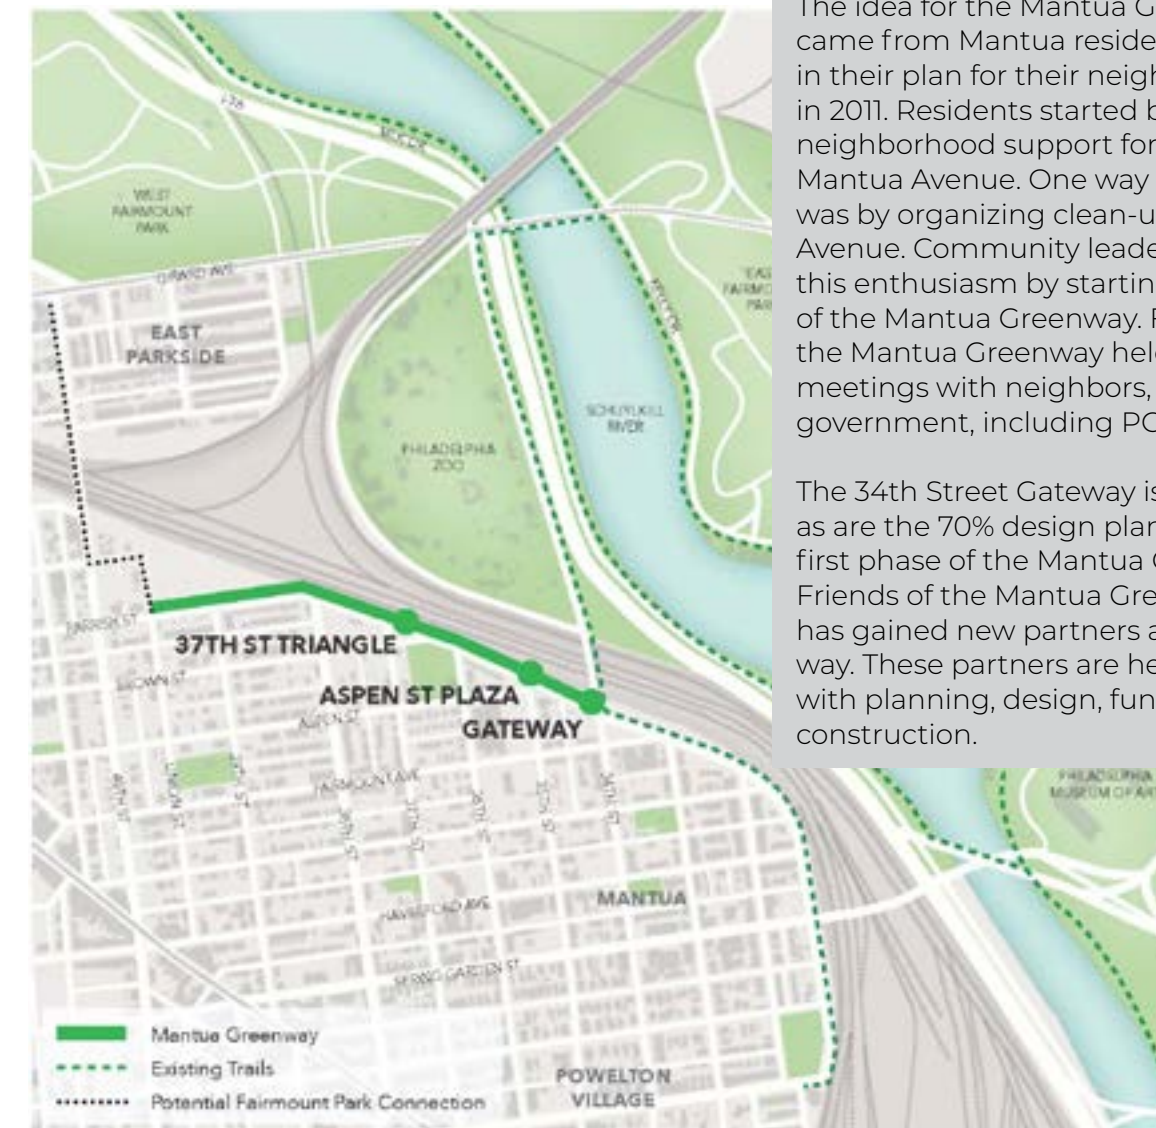 The idea for the Mantua G
came from Mantua reside
in their plan for their neigh
in 2011. Residents started b
neighborhood support for
Mantua Avenue. One way
was by organizing clean-u
Avenue. Community leade
this enthusiasm by startin
of the Mantua Greenway. F
the Mantua Greenway held
meetings with neighbors,
government, including PC
The 34th Street Gateway is
as are the 70% design plan
first phase of the Mantua G
Friends of the Mantua Gre
has gained new partners a
way. These partners are he
with planning, design, fun
construction.
I-76
WEST
FAIRMOUNT
PARK
GIRARD AVE
KELLY DR
EAST
PARKSIDE
SCHUYLKILL
RIVER
PHILADELPHIA
ZOO
PARRISH ST
37TH ST TRIANGLE
BROWN ST
ASPEN ST PLAZA
ASPEN ST
GATEWAY
FAIRMOUNT AVE
PHILADELPHIA
MUSEUM OF ART
MANTUA
HAVERFORD AVE
SPRING GARDEN ST
Mantua Greenway
Existing Trails
Potential Fairmount Park Connection
POWELTON
VILLAGE